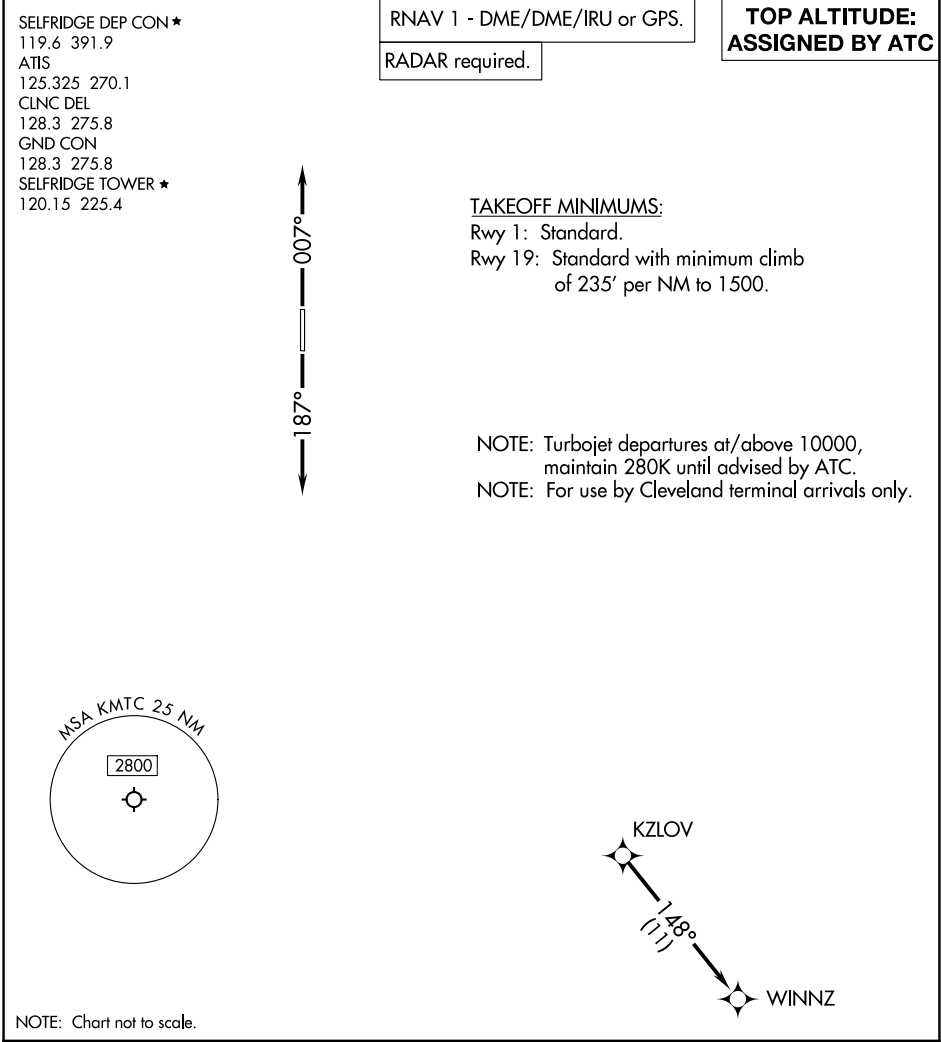 SELFRIDGE DEP CON ★
119.6 391.9
ATIS
125.325 270.1
CLNC DEL
128.3 275.8
GND CON
128.3 275.8
SELFRIDGE TOWER ★
120.15 225.4
RNAV 1 - DME/DME/IRU or GPS.
RADAR required.
TOP ALTITUDE:
ASSIGNED BY ATC
007°
187°
TAKEOFF MINIMUMS:
Rwy 1: Standard.
Rwy 19: Standard with minimum climb
of 235' per NM to 1500.
NOTE: Turbojet departures at/above 10000,
maintain 280K until advised by ATC.
NOTE: For use by Cleveland terminal arrivals only.
MSA KMTC 25 NM
2800
KZLOV
148°
(11)
WINNZ
NOTE: Chart not to scale.